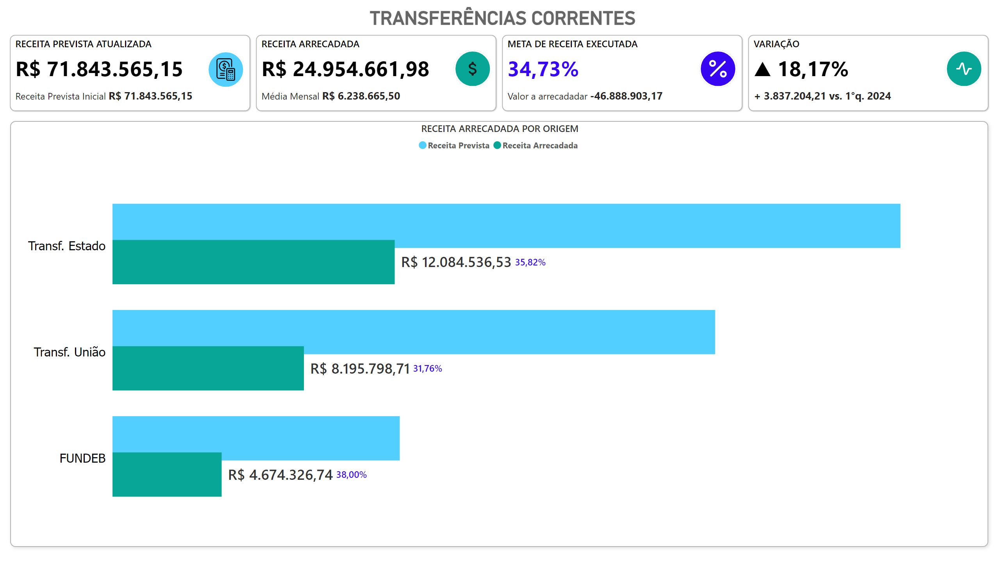 TRANSFERÊNCIAS CORRENTES
RECEITA PREVISTA ATUALIZADA
R$ 71.843.565,15
Receita Prevista Inicial R$ 71.843.565,15
RECEITA ARRECADADA
R$ 24.954.661,98
Média Mensal R$ 6.238.665,50
META DE RECEITA EXECUTADA
34,73%
Valor a arrecadadar -46.888.903,17
VARIAÇÃO
▲ 18,17%
+ 3.837.204,21 vs. 1°q. 2024
RECEITA ARRECADADA POR ORIGEM
Receita Prevista Receita Arrecadada
Transf. Estado
R$ 12.084.536,53 35,82%
Transf. União
R$ 8.195.798,71 31,76%
FUNDEB
R$ 4.674.326,74 38,00%